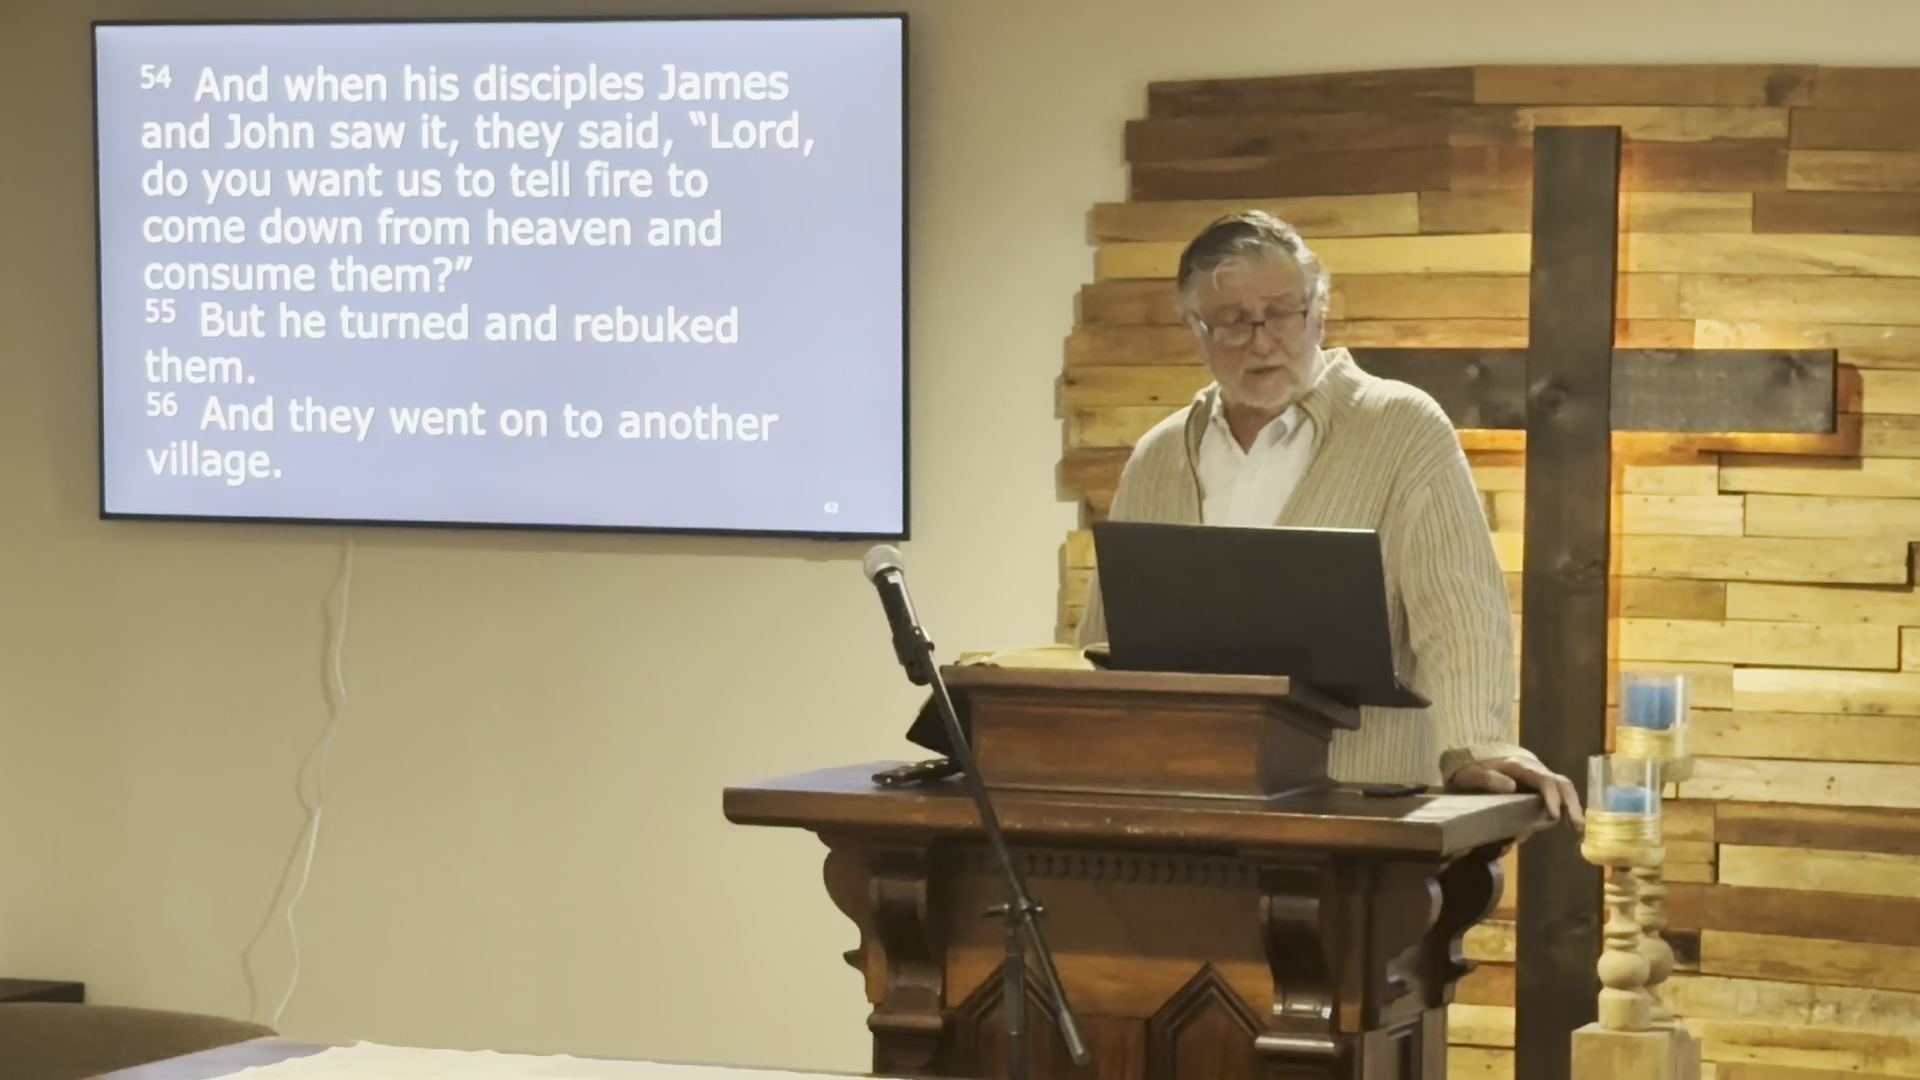 54 And when his disciples James
and John saw it, they said, “Lord,
do you want us to tell fire to
come down from heaven and
consume them?”
55 But he turned and rebuked
them.
56 And they went on to another
village.
62